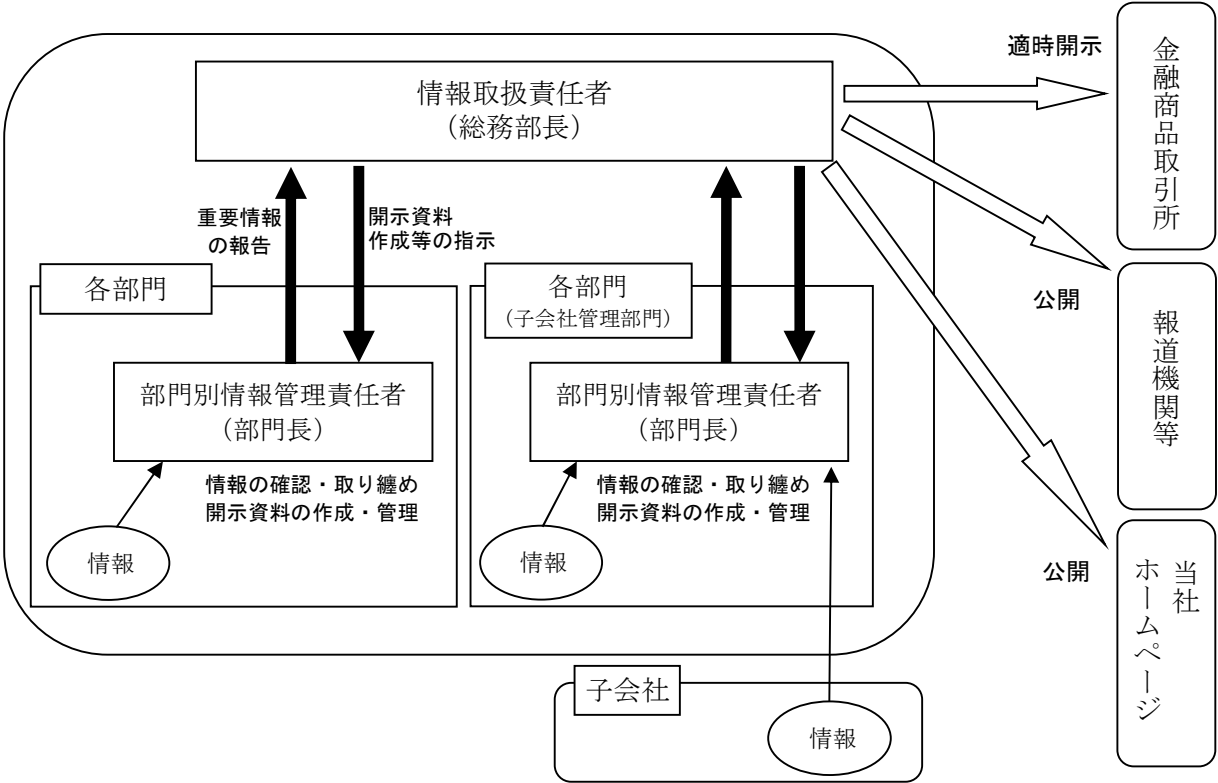 適時開示
金融商品取引所
情報取扱責任者
（総務部長）
重要情報
の報告
開示資料
作成等の指示
各部門
各部門
（子会社管理部門）
公開
報道機関等
部門別情報管理責任者
（部門長）
部門別情報管理責任者
（部門長）
情報の確認・取り纏め
開示資料の作成・管理
情報の確認・取り纏め
開示資料の作成・管理
情報
情報
公開
当社
ホームページ
子会社
情報